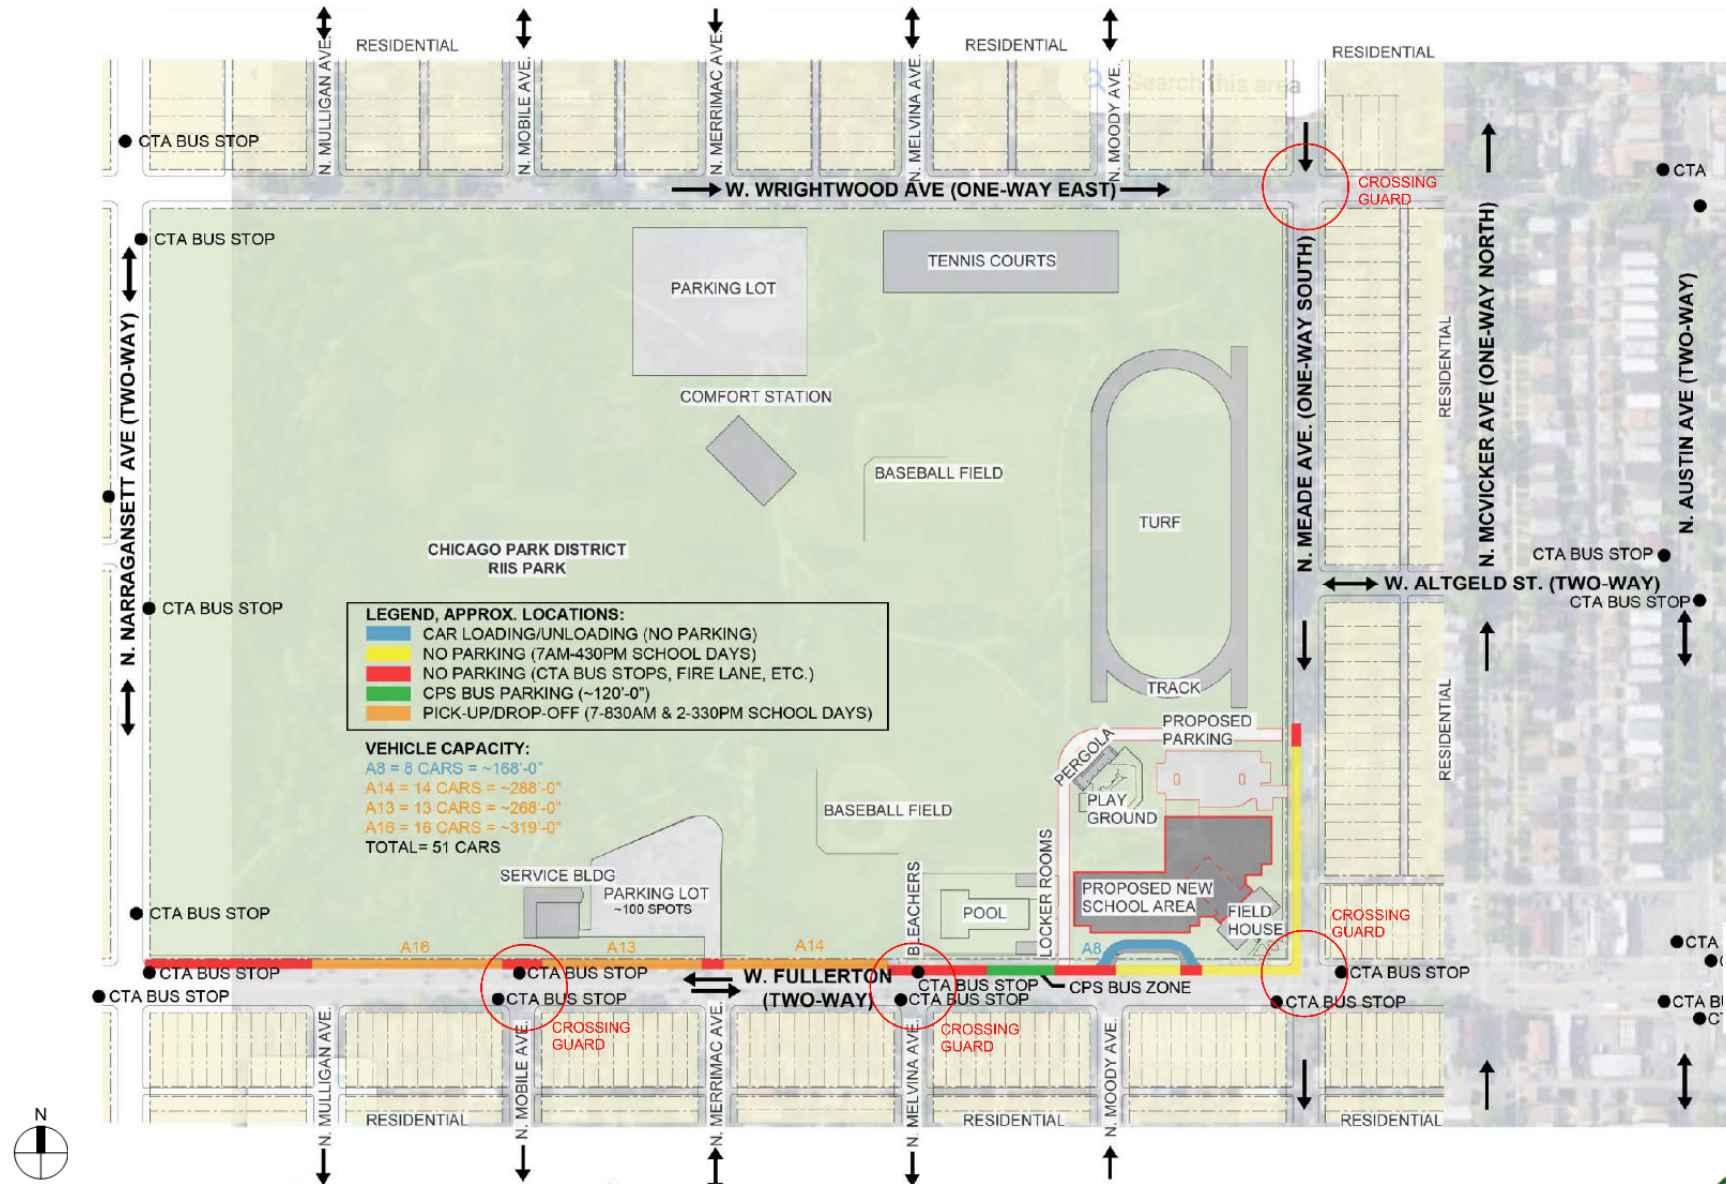 RESIDENTIAL
RESIDENTIAL
RESIDENTIAL
N. MULLIGAN AVE.
N. MOBILE AVE.
N. MERRIMAC AVE.
N. MELVINA AVE.
N. MOODY AVE.
Search this area
CTA BUS STOP
CTA
W. WRIGHTWOOD AVE (ONE-WAY EAST)
CROSSING
GUARD
CTA BUS STOP
PARKING LOT
TENNIS COURTS
N. NARRAGANSETT AVE (TWO-WAY)
N. MEADE AVE. (ONE-WAY SOUTH)
RESIDENTIAL
N. MCVICKER AVE (ONE-WAY NORTH)
N. AUSTIN AVE (TWO-WAY)
COMFORT STATION
BASEBALL FIELD
TURF
CHICAGO PARK DISTRICT
RIIS PARK
CTA BUS STOP
W. ALTGELD ST. (TWO-WAY)
CTA BUS STOP
CTA BUS STOP
LEGEND, APPROX. LOCATIONS:
CAR LOADING/UNLOADING (NO PARKING)
NO PARKING (7AM-430PM SCHOOL DAYS)
NO PARKING (CTA BUS STOPS, FIRE LANE, ETC.)
CPS BUS PARKING (~120'-0")
PICK-UP/DROP-OFF (7-830AM & 2-330PM SCHOOL DAYS)
TRACK
PROPOSED
PARKING
PERGOLA
RESIDENTIAL
VEHICLE CAPACITY:
A8 = 8 CARS = ~168'-0"
A14 = 14 CARS = ~288'-0"
A13 = 13 CARS = ~268'-0"
A16 = 16 CARS = ~319'-0"
TOTAL= 51 CARS
BASEBALL FIELD
PLAY
GROUND
SERVICE BLDG
PARKING LOT
~100 SPOTS
BLEACHERS
POOL
LOCKER ROOMS
PROPOSED NEW
SCHOOL AREA
FIELD
HOUSE
CROSSING
GUARD
CTA BUS STOP
A16
A13
A14
A8
CTA
CTA BUS STOP
CTA BUS STOP
W. FULLERTON
(TWO-WAY)
CTA BUS STOP
CPS BUS ZONE
CTA BUS STOP
CTA BUS STOP
CTA BUS STOP
CTA BUS STOP
CTA BUS STOP
CTA BU
CT
CROSSING
GUARD
CROSSING
GUARD
N. MULLIGAN AVE.
N. MOBILE AVE.
N. MERRIMAC AVE.
N. MELVINA AVE.
N. MOODY AVE.
RESIDENTIAL
RESIDENTIAL
RESIDENTIAL
N